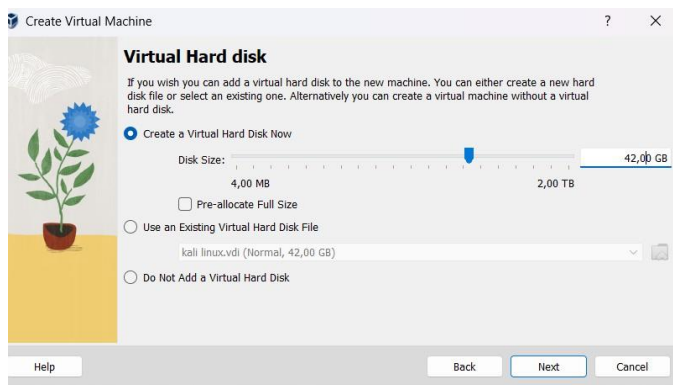 Create Virtual Machine
?
Virtual Hard disk
If you wish you can add a virtual hard disk to the new machine. You can either create a new hard
disk file or select an existing one. Alternatively you can create a virtual machine without a virtual
hard disk.
Create a Virtual Hard Disk Now
Disk Size:
42,00 GB
4,00 MB
2,00 TB
Pre-allocate Full Size
Use an Existing Virtual Hard Disk File
kali linux.vdi (Normal, 42,00 GB)
Do Not Add a Virtual Hard Disk
Help
Back
Next
Cancel